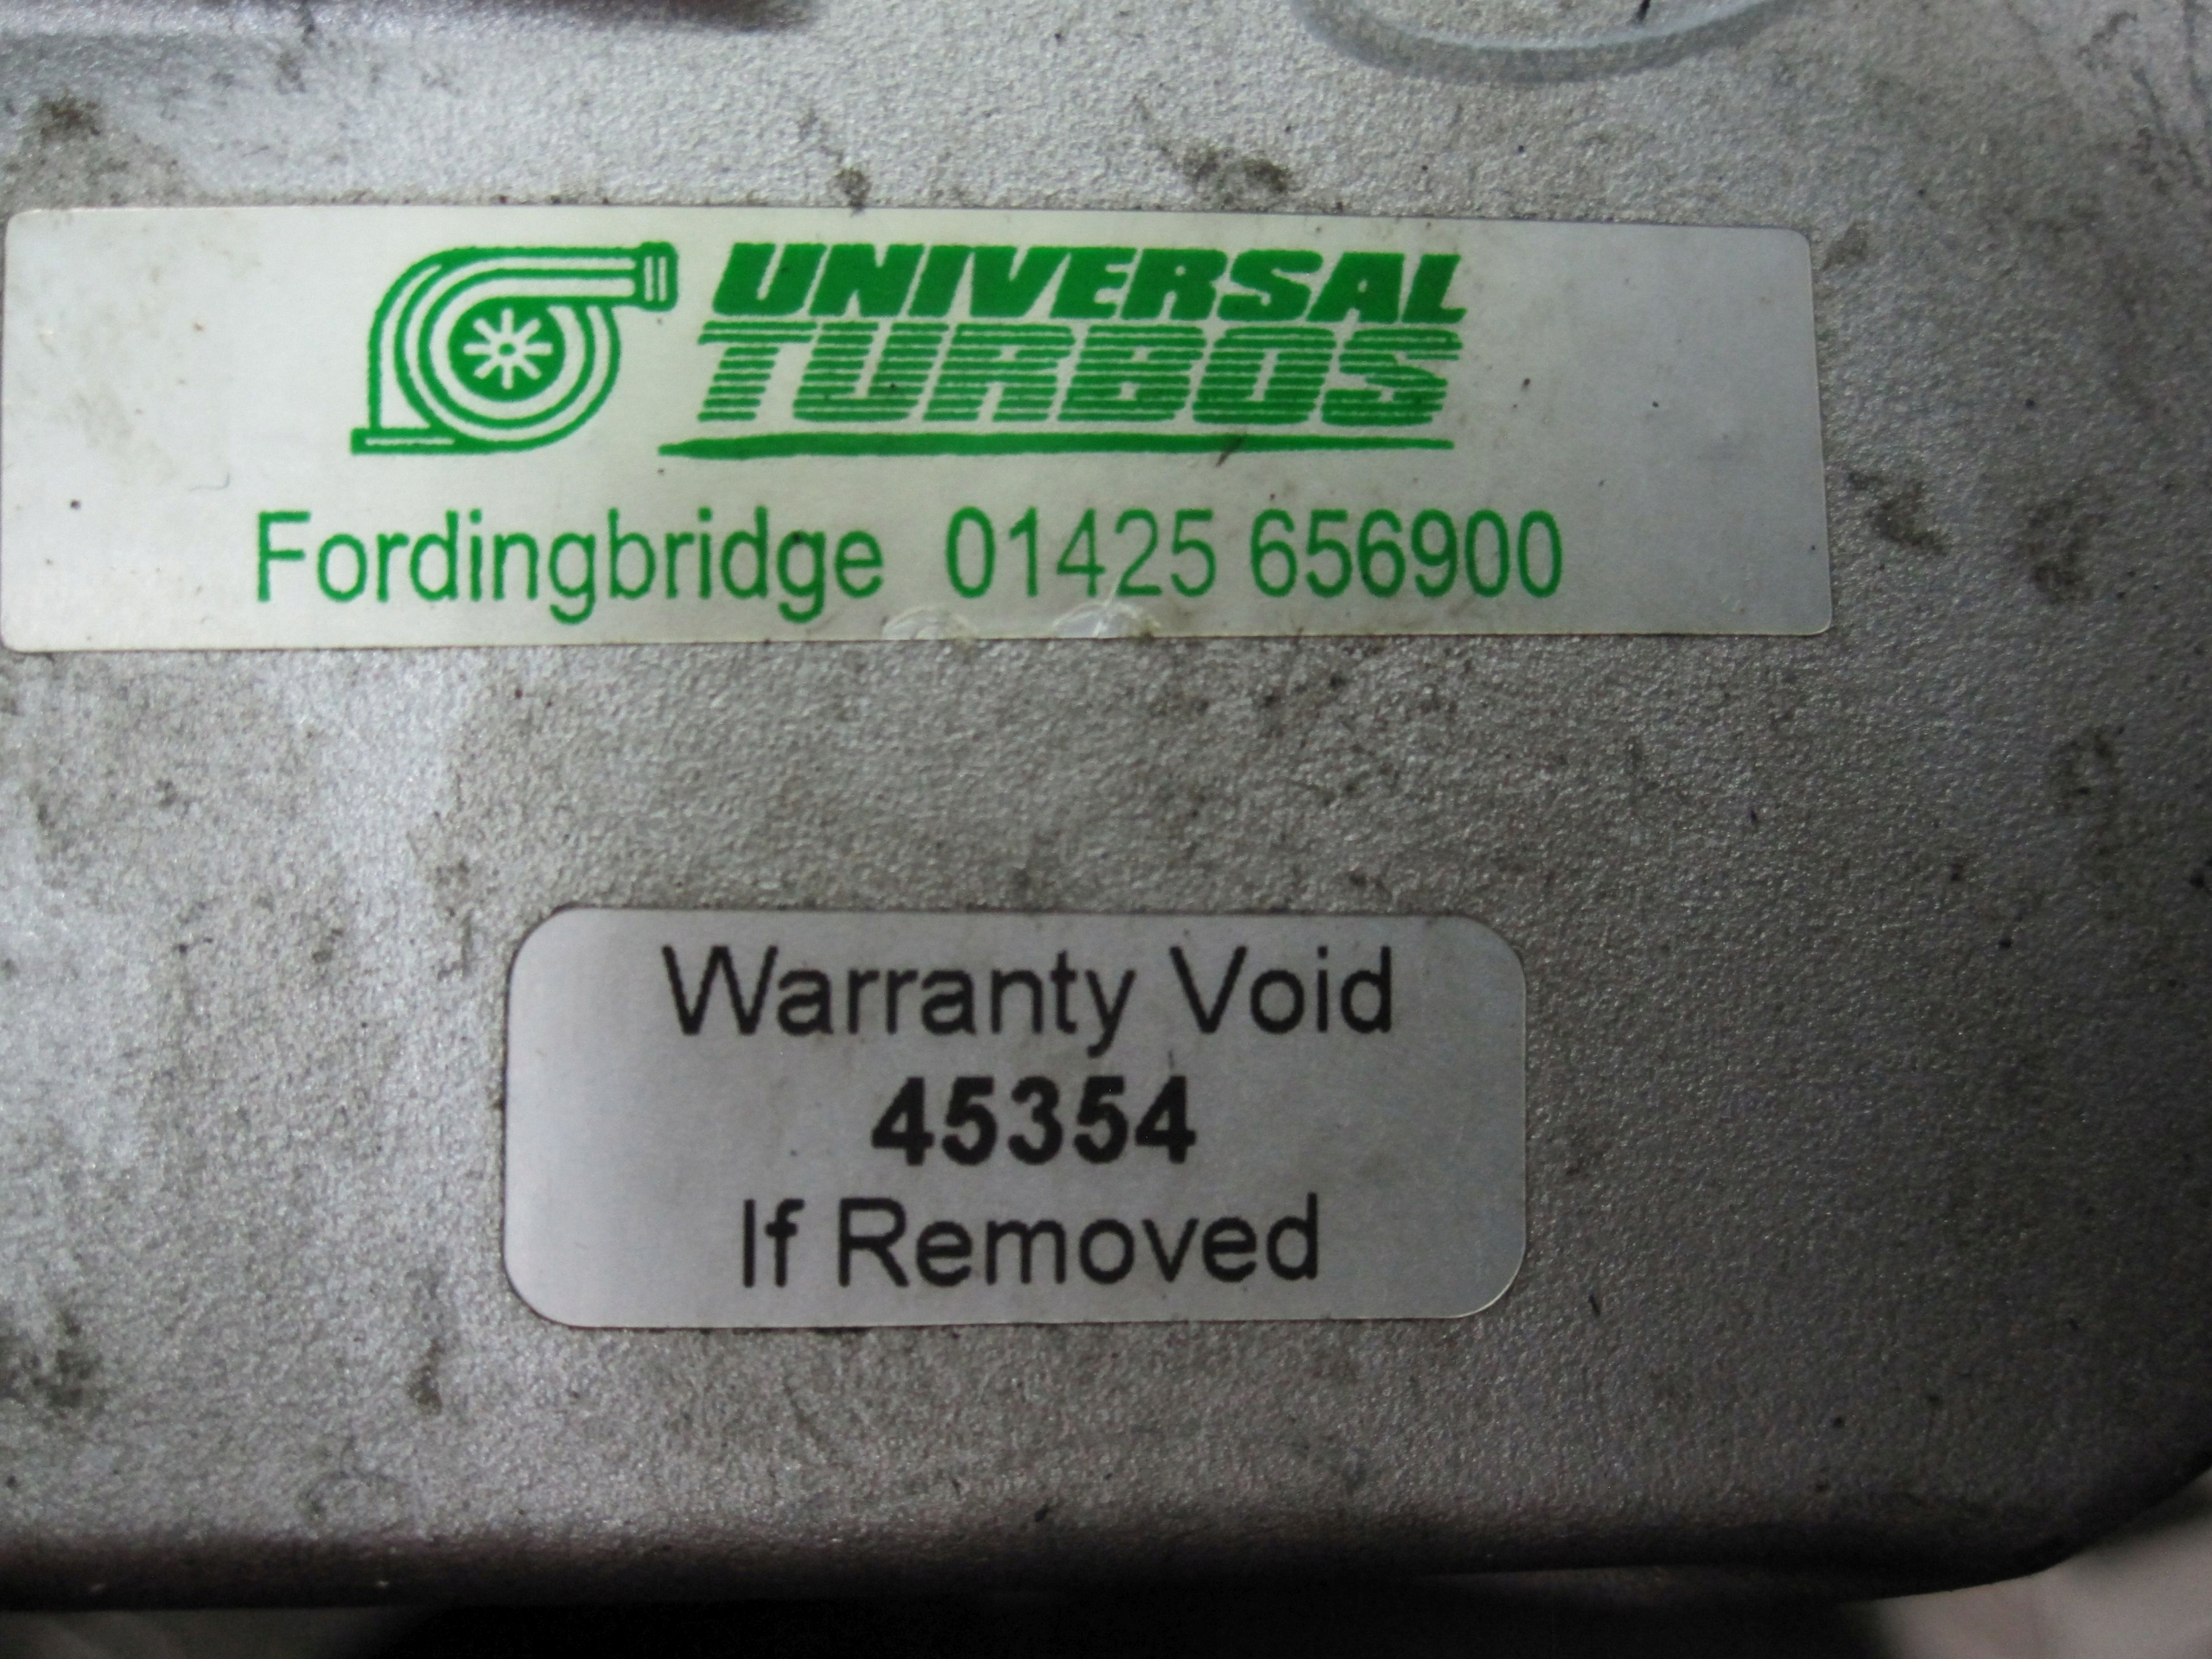 UNIVERSAL
TURBOS
Fordingbridge 01425 656900
Warranty Void
45354
If Removed